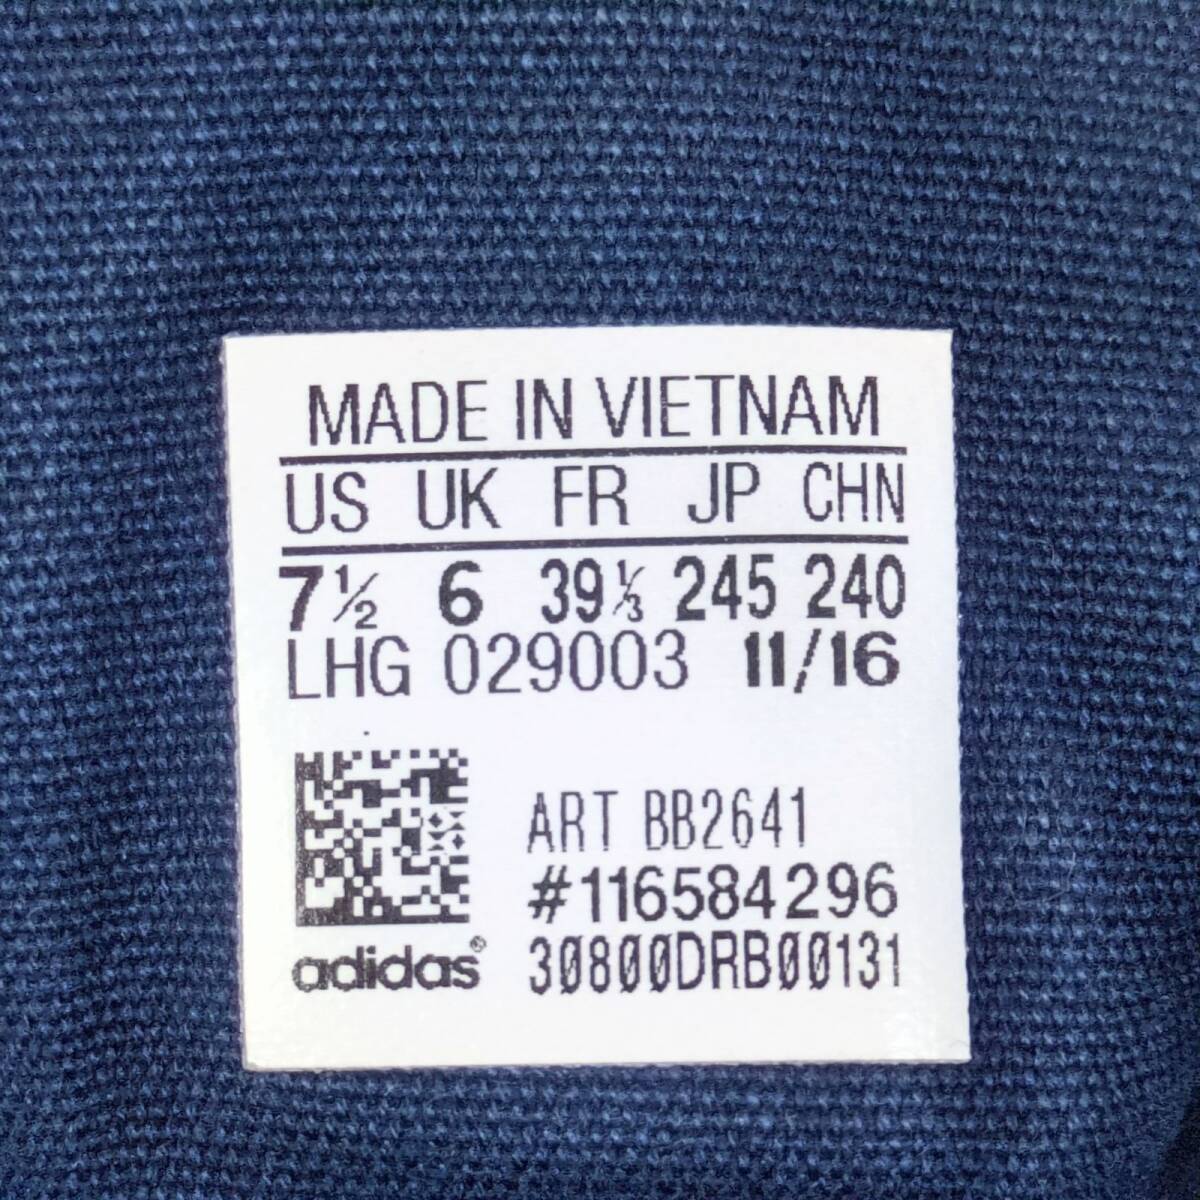 MADE IN VIETNAM
US UK FR JP CHN
7½ 6 39⅓ 245 240
LHG 029003 11/16
ART BB2641
#116584296
adidas® 30800DRB00131